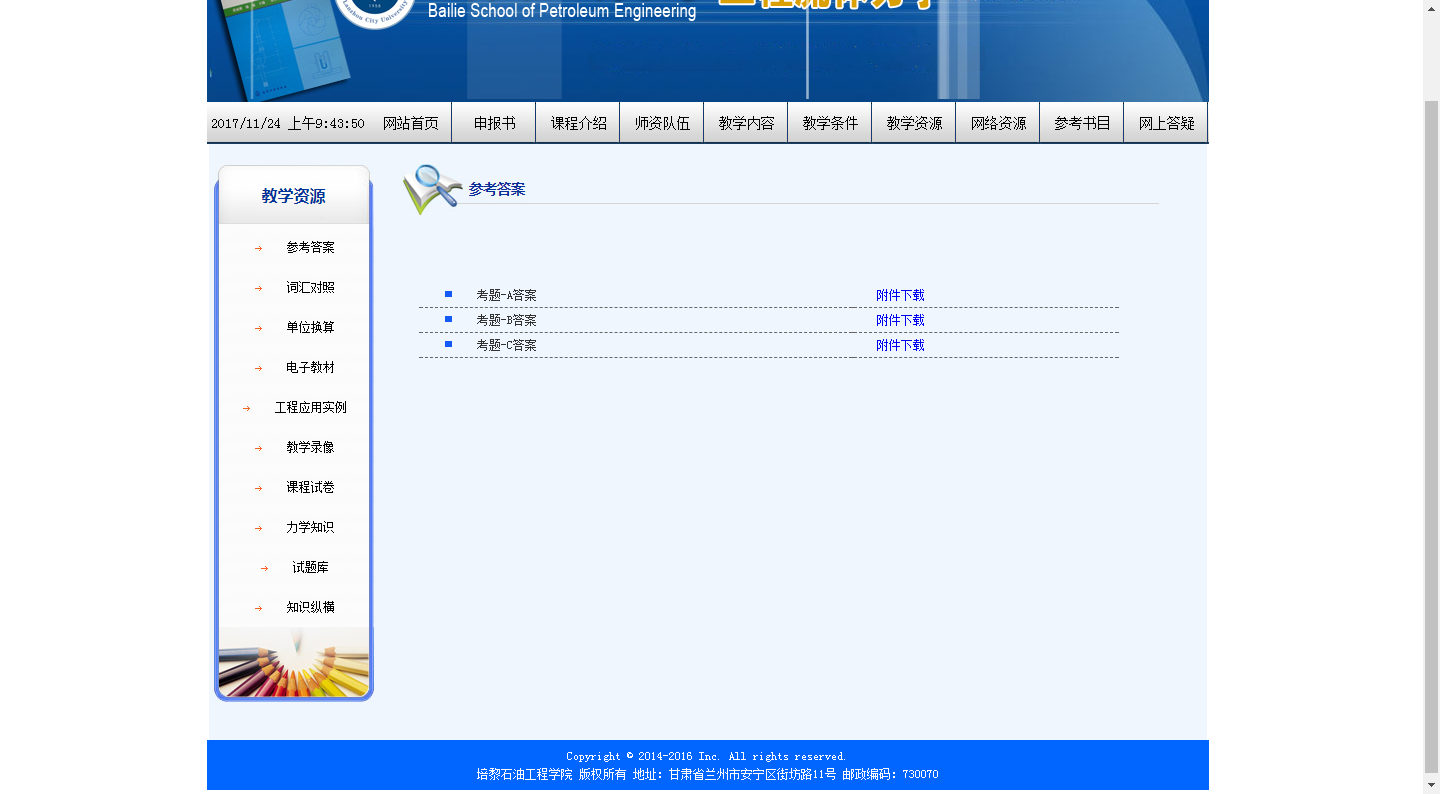 Bailie School of Petroleum Engineering
2017/11/24 上午9:43:50 网站首页 申报书 课程介绍 师资队伍 教学内容 教学条件 教学资源 网络资源 参考书目 网上答疑
教学资源
参考答案
词汇对照
单位换算
电子教材
工程应用实例
教学录像
课程试卷
力学知识
试题库
知识纵横
参考答案
考题-A答案 附件下载
考题-B答案 附件下载
考题-C答案 附件下载
Copyright © 2014-2016 Inc. All rights reserved.
培黎石油工程学院 版权所有 地址：甘肃省兰州市安宁区街坊路11号 邮政编码：730070